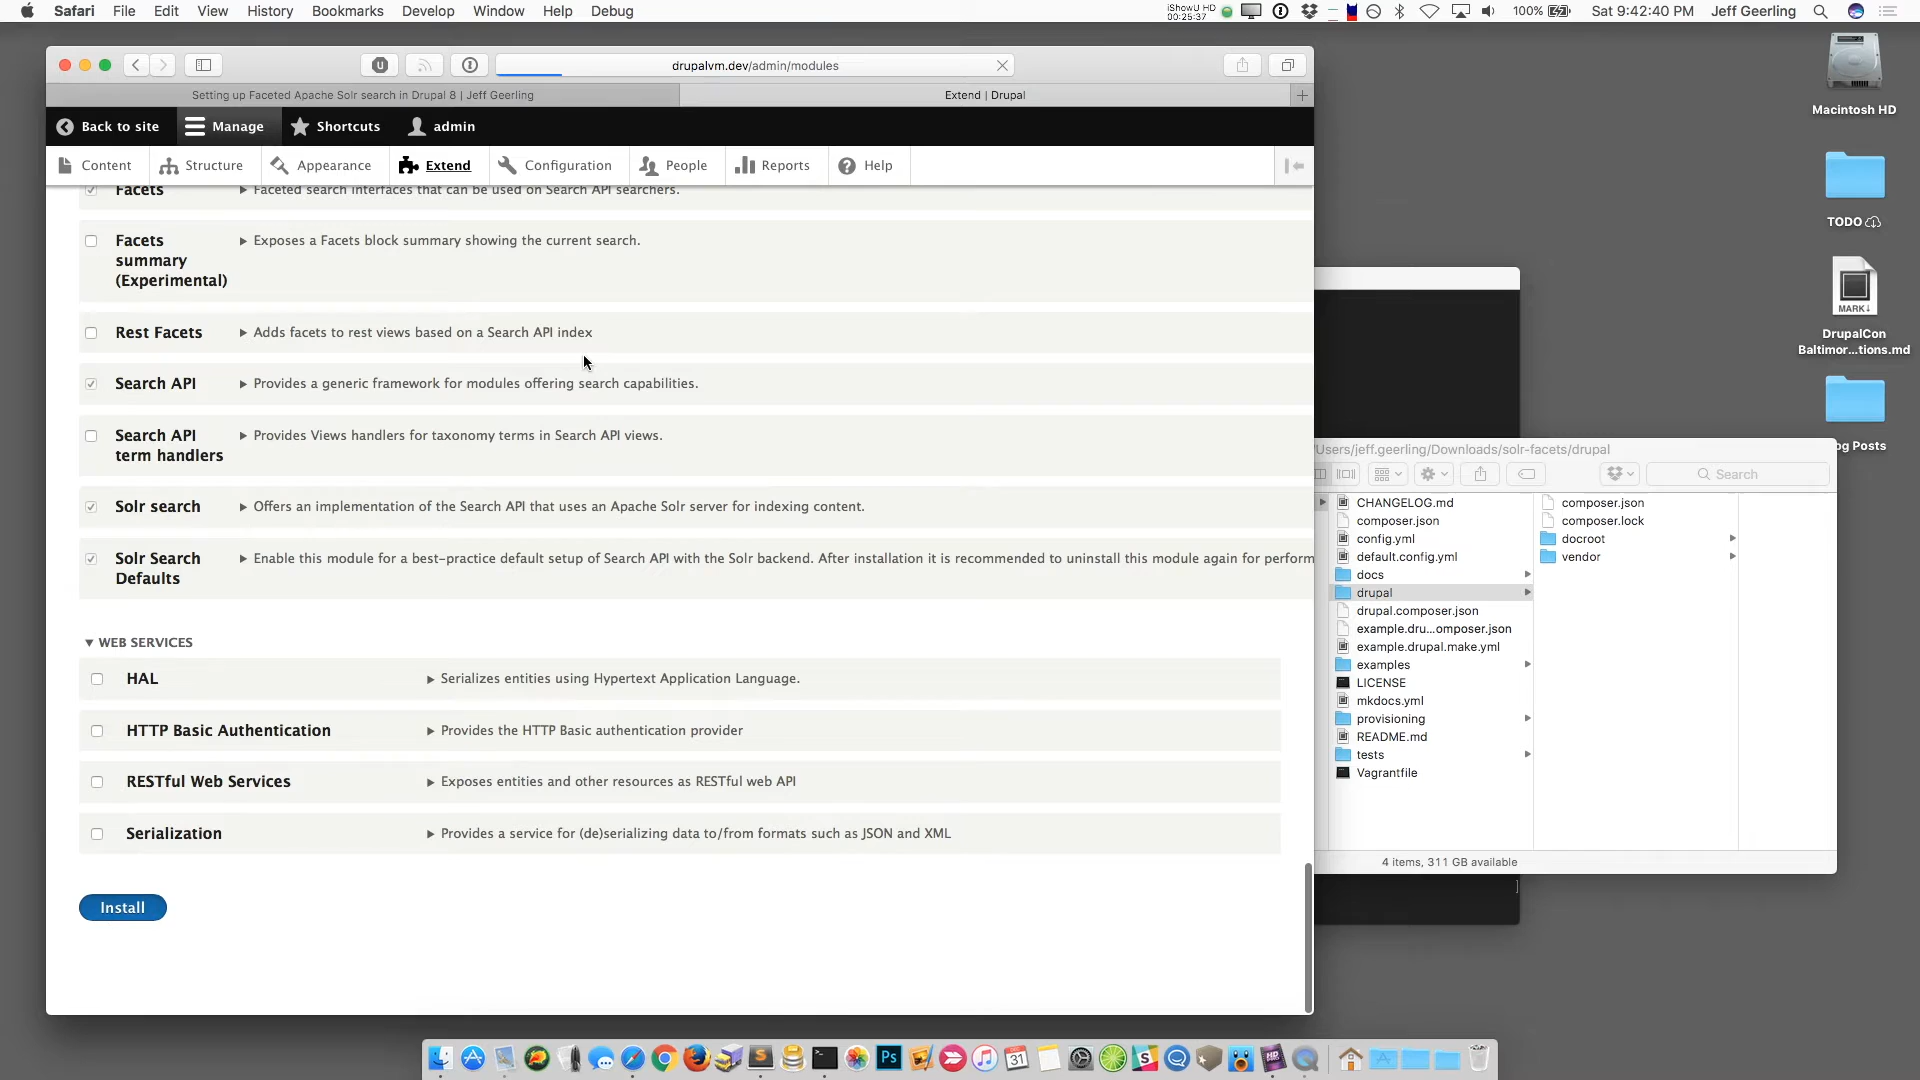 Safari File Edit View History Bookmarks Develop Window Help Debug
iShowU HD
00:25:37
100%
Sat 9:42:40 PM
Jeff Geerling
drupalvm.dev/admin/modules
Setting up Faceted Apache Solr search in Drupal 8 | Jeff Geerling
Extend | Drupal
Back to site
Manage
Shortcuts
admin
Content
Structure
Appearance
Extend
Configuration
People
Reports
Help
Facets
Faceted search interfaces that can be used on Search API searchers.
Facets
summary
(Experimental)
Exposes a Facets block summary showing the current search.
Rest Facets
Adds facets to rest views based on a Search API index
Search API
Provides a generic framework for modules offering search capabilities.
Search API
term handlers
Provides Views handlers for taxonomy terms in Search API views.
Solr search
Offers an implementation of the Search API that uses an Apache Solr server for indexing content.
Solr Search
Defaults
Enable this module for a best-practice default setup of Search API with the Solr backend. After installation it is recommended to uninstall this module again for perform
WEB SERVICES
HAL
Serializes entities using Hypertext Application Language.
HTTP Basic Authentication
Provides the HTTP Basic authentication provider
RESTful Web Services
Exposes entities and other resources as RESTful web API
Serialization
Provides a service for (de)serializing data to/from formats such as JSON and XML
Install
Users/jeff.geerling/Downloads/solr-facets/drupal
Search
CHANGELOG.md
composer.json
config.yml
default.config.yml
docs
drupal
drupal.composer.json
example.dru...omposer.json
example.drupal.make.yml
examples
LICENSE
mkdocs.yml
provisioning
README.md
tests
Vagrantfile
composer.json
composer.lock
docroot
vendor
4 items, 311 GB available
Macintosh HD
TODO
MARK↓
DrupalCon
Baltimor...tions.md
og Posts
Ps
31